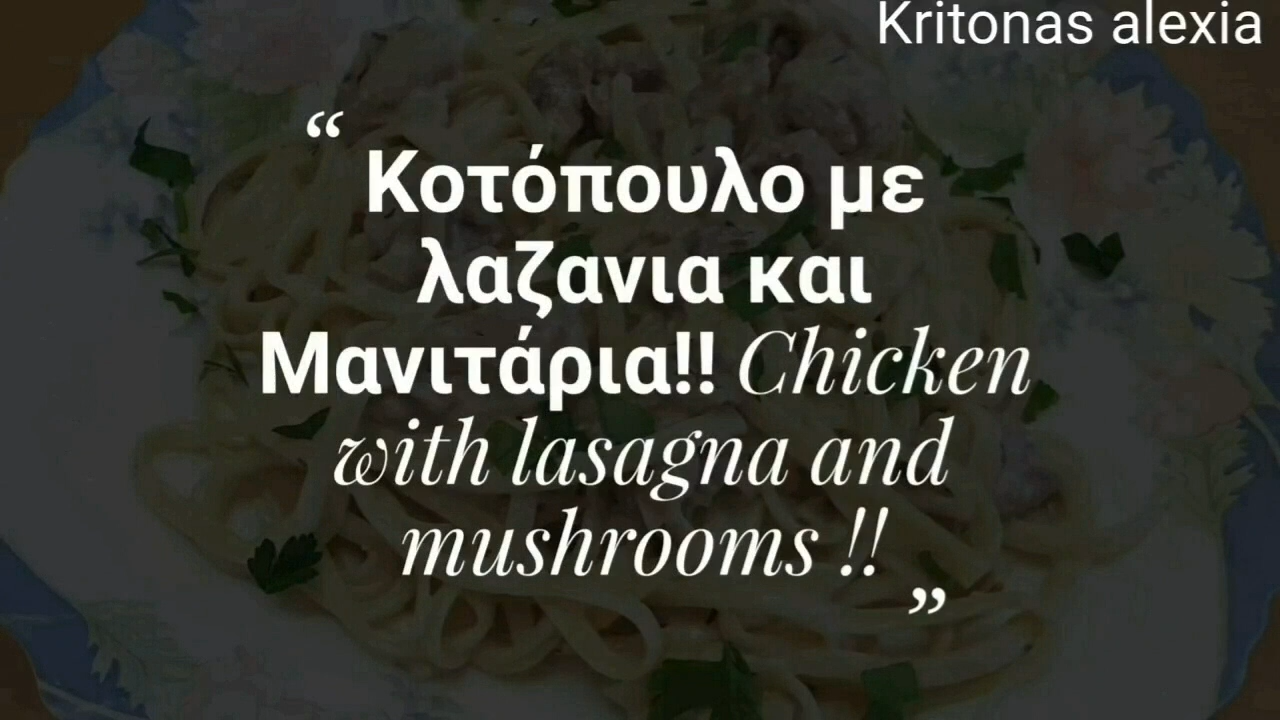 Kritonas alexia
“ Κοτόπουλο με
λαζανια και
Μανιτάρια!! Chicken
with lasagna and
mushrooms !! ”